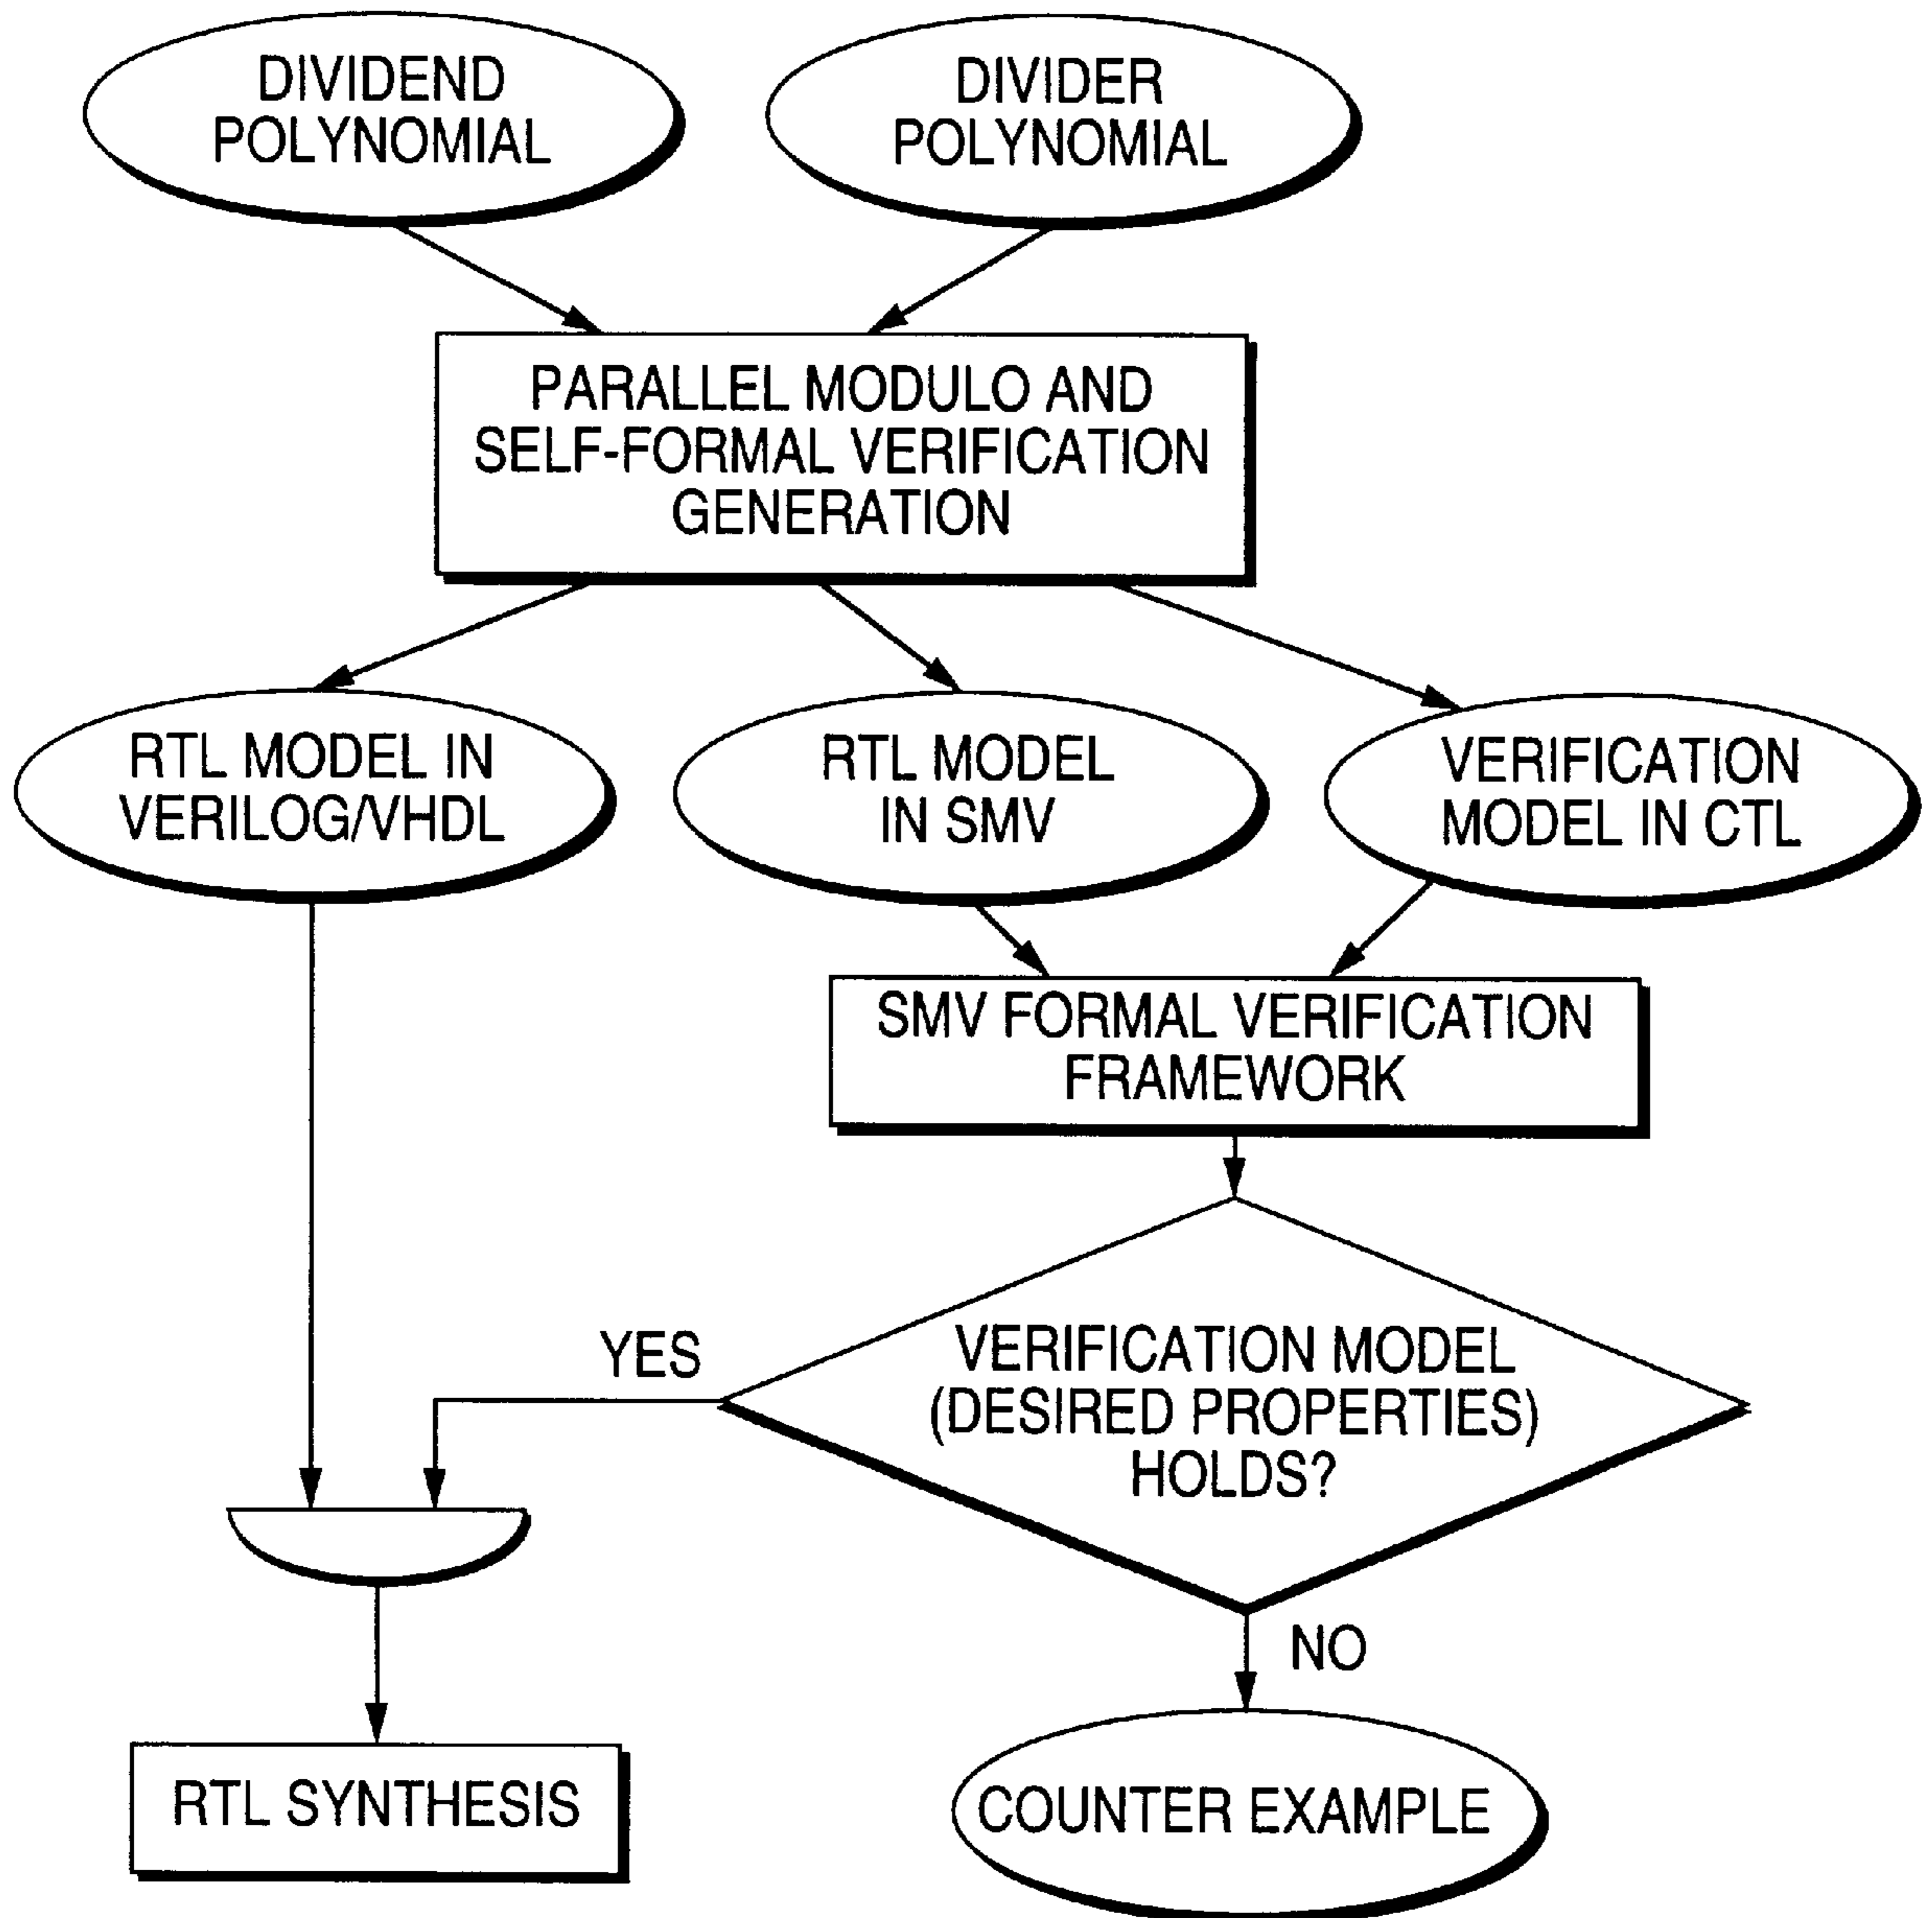 DIVIDEND
POLYNOMIAL
DIVIDER
POLYNOMIAL
PARALLEL MODULO AND
SELF-FORMAL VERIFICATION
GENERATION
RTL MODEL IN
VERILOG/VHDL
RTL MODEL
IN SMV
VERIFICATION
MODEL IN CTL
SMV FORMAL VERIFICATION
FRAMEWORK
YES
VERIFICATION MODEL
(DESIRED PROPERTIES)
HOLDS?
NO
RTL SYNTHESIS
COUNTER EXAMPLE